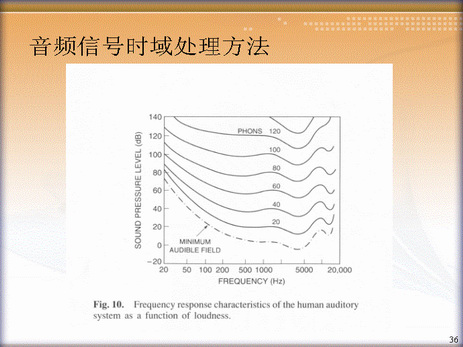 音频信号时域处理方法
140
120
100
80
60
40
20
0
−20
SOUND PRESSURE LEVEL (dB)
PHONS 120
100
80
60
40
20
MINIMUM
AUDIBLE FIELD
20 50 100 200 500 1000 5000 20,000
FREQUENCY (Hz)
Fig. 10. Frequency response characteristics of the human auditory
system as a function of loudness.
36